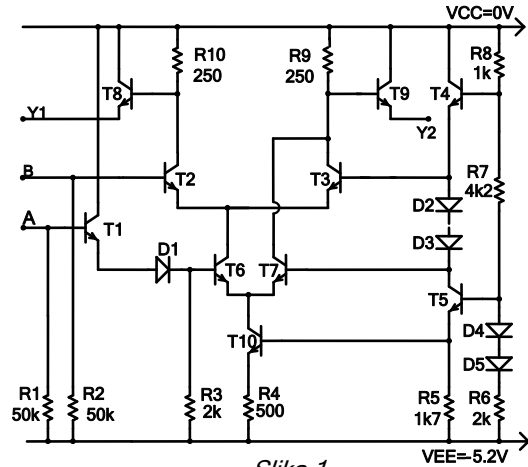 VCC=0V
R10
250
R9
250
R8
1k
T8
T9
T4
Y1
Y2
B
T2
T3
R7
4k2
A
T1
D2
D1
D3
T6
T7
T5
T10
D4
D5
R1
50k
R2
50k
R3
2k
R4
500
R5
1k7
R6
2k
VEE=-5.2V
Slika 1